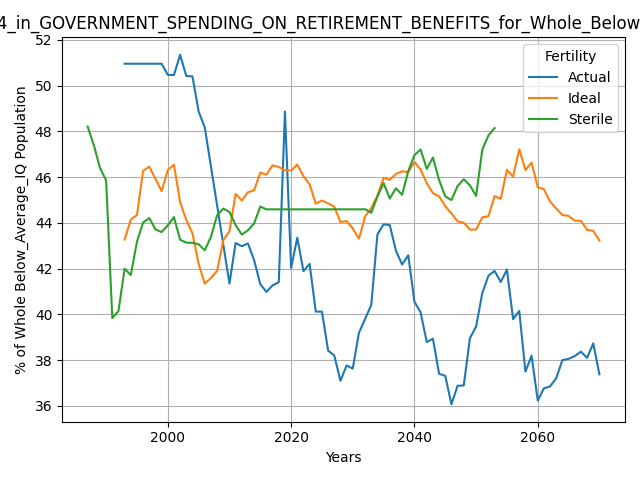 4_in_GOVERNMENT_SPENDING_ON_RETIREMENT_BENEFITS_for_Whole_Below
52
50
48
46
44
42
40
38
36
% of Whole Below_Average_IQ Population
Fertility
Actual
Ideal
Sterile
2000
2020
2040
2060
Years